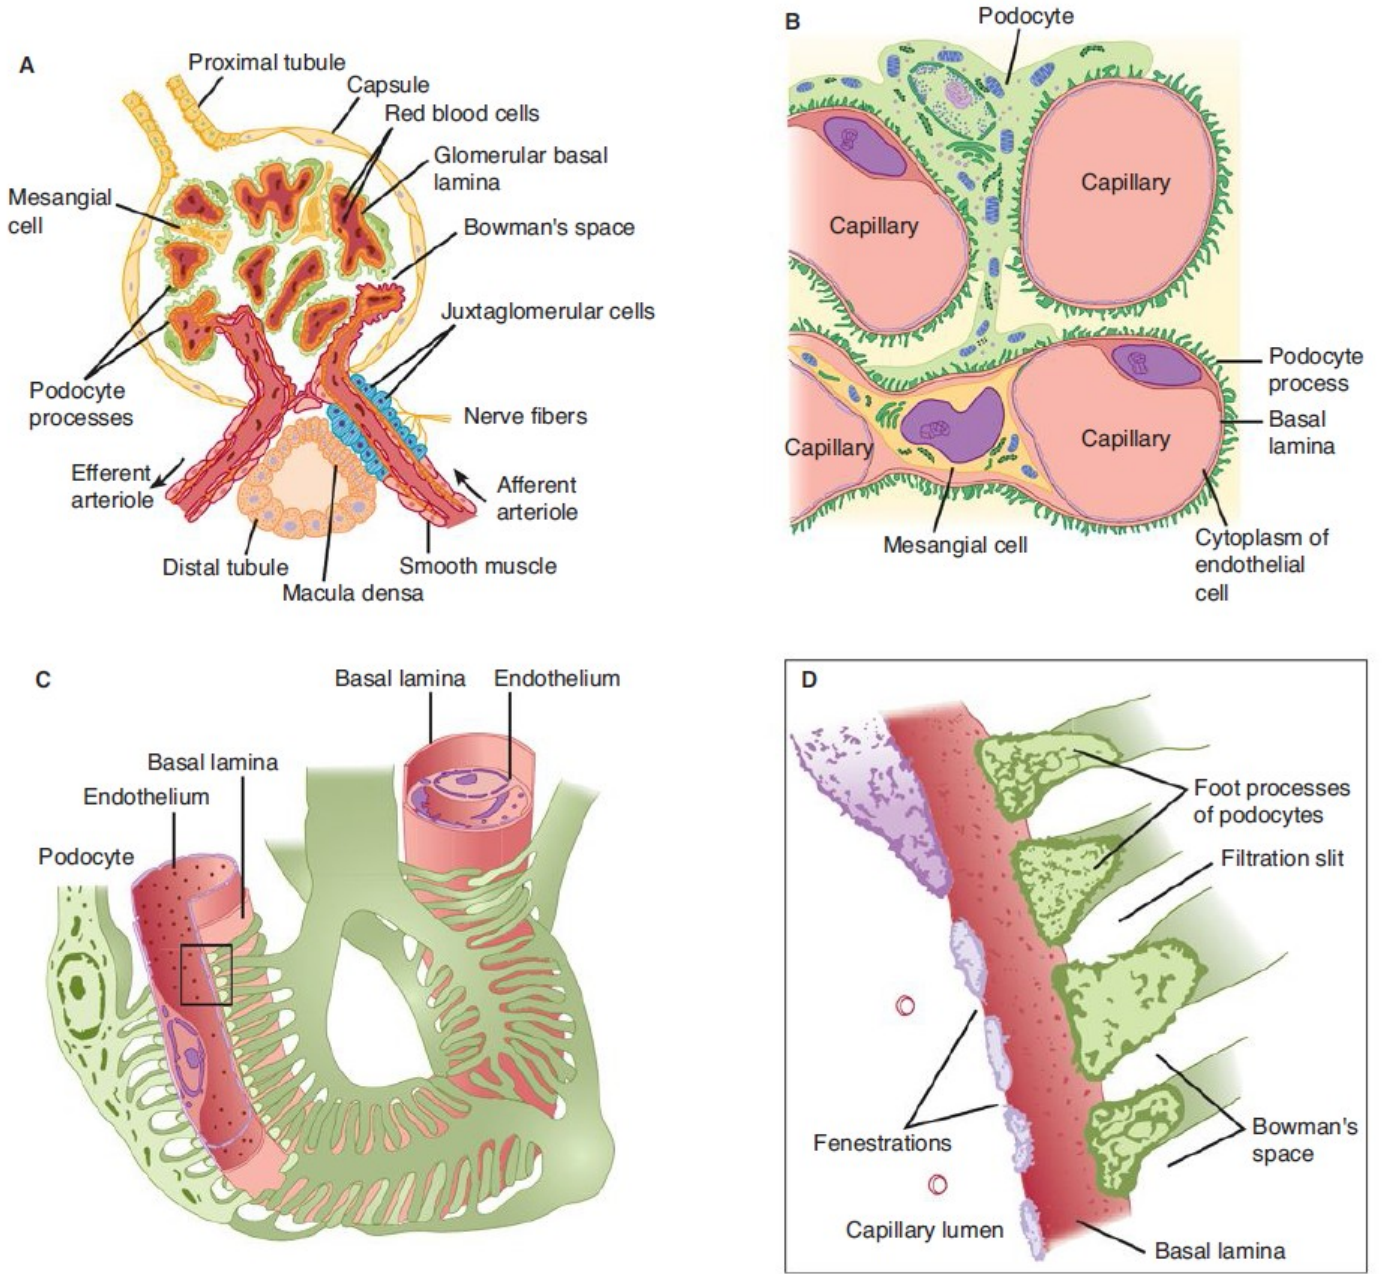 A
Proximal tubule
Capsule
Red blood cells
Glomerular basal
lamina
Mesangial
cell
Bowman's space
Juxtaglomerular cells
Podocyte
processes
Nerve fibers
Efferent
arteriole
Afferent
arteriole
Distal tubule
Smooth muscle
Macula densa
B
Podocyte
Capillary
Capillary
Podocyte
process
Basal
lamina
Capillary
Capillary
Mesangial cell
Cytoplasm of
endothelial
cell
C
Basal lamina
Endothelium
Basal lamina
Endothelium
Podocyte
D
Foot processes
of podocytes
Filtration slit
Fenestrations
Bowman's
space
Capillary lumen
Basal lamina